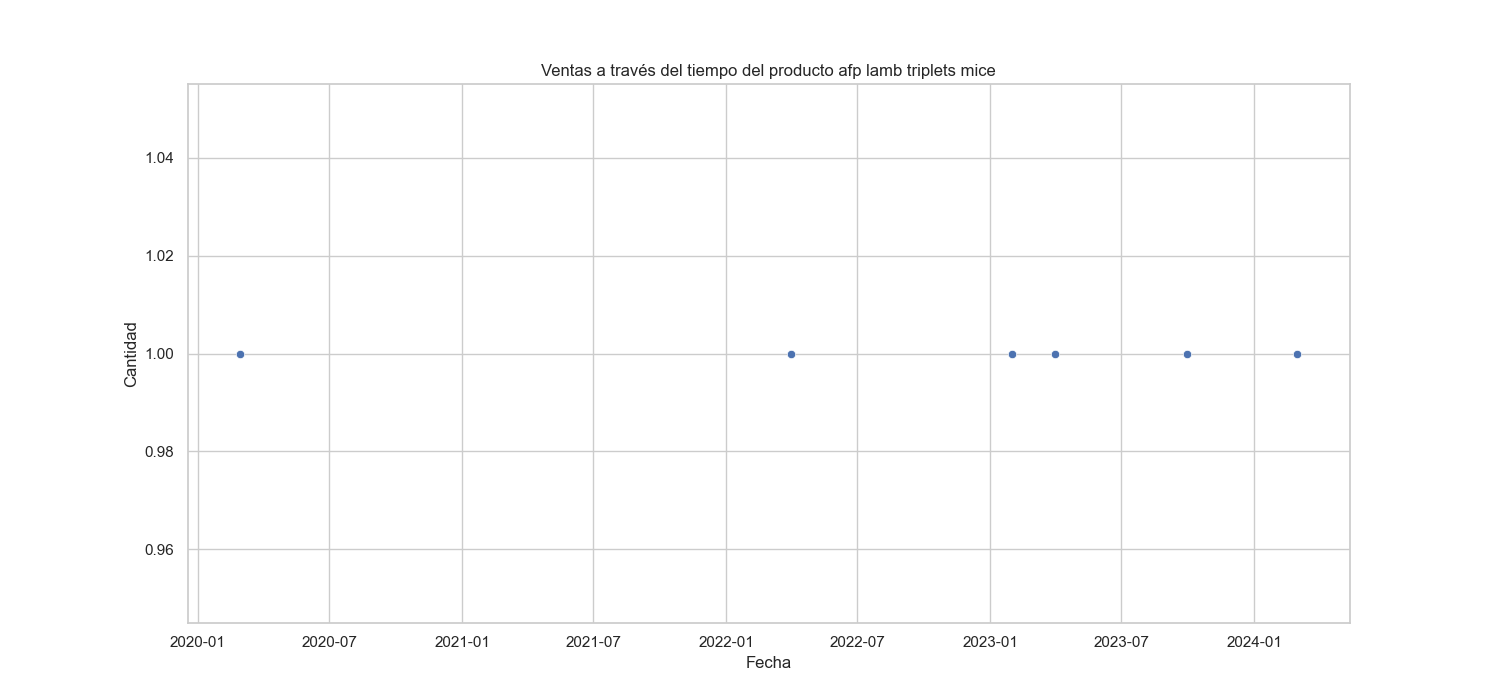 Ventas a través del tiempo del producto afp lamb triplets mice
1.04
1.02
1.00
0.98
0.96
Cantidad
2020-01 2020-07 2021-01 2021-07 2022-01 2022-07 2023-01 2023-07 2024-01
Fecha